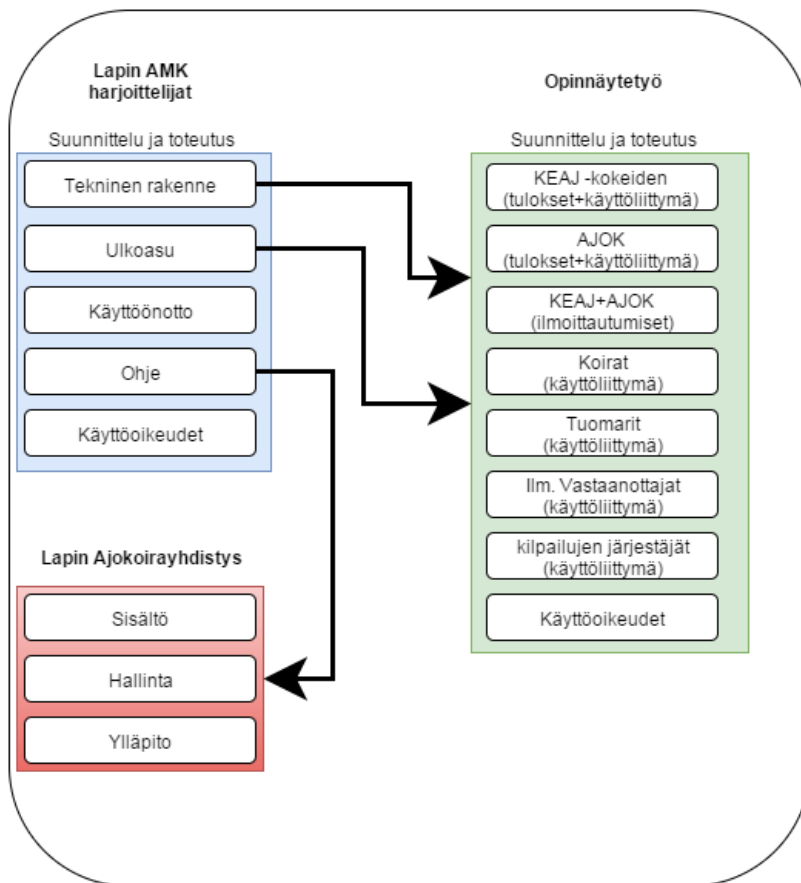 Lapin AMK
harjoittelijat
Suunnittelu ja toteutus
Tekninen rakenne
Ulkoasu
Käyttöönotto
Ohje
Käyttöoikeudet
Lapin Ajokoirayhdistys
Sisältö
Hallinta
Ylläpito
Opinnäytetyö
Suunnittelu ja toteutus
KEAJ -kokeiden
(tulokset+käyttöliittymä)
AJOK
(tulokset+käyttöliittymä)
KEAJ+AJOK
(ilmoittautumiset)
Koirat
(käyttöliittymä)
Tuomarit
(käyttöliittymä)
Ilm. Vastaanottajat
(käyttöliittymä)
kilpailujen järjestäjät
(käyttöliittymä)
Käyttöoikeudet